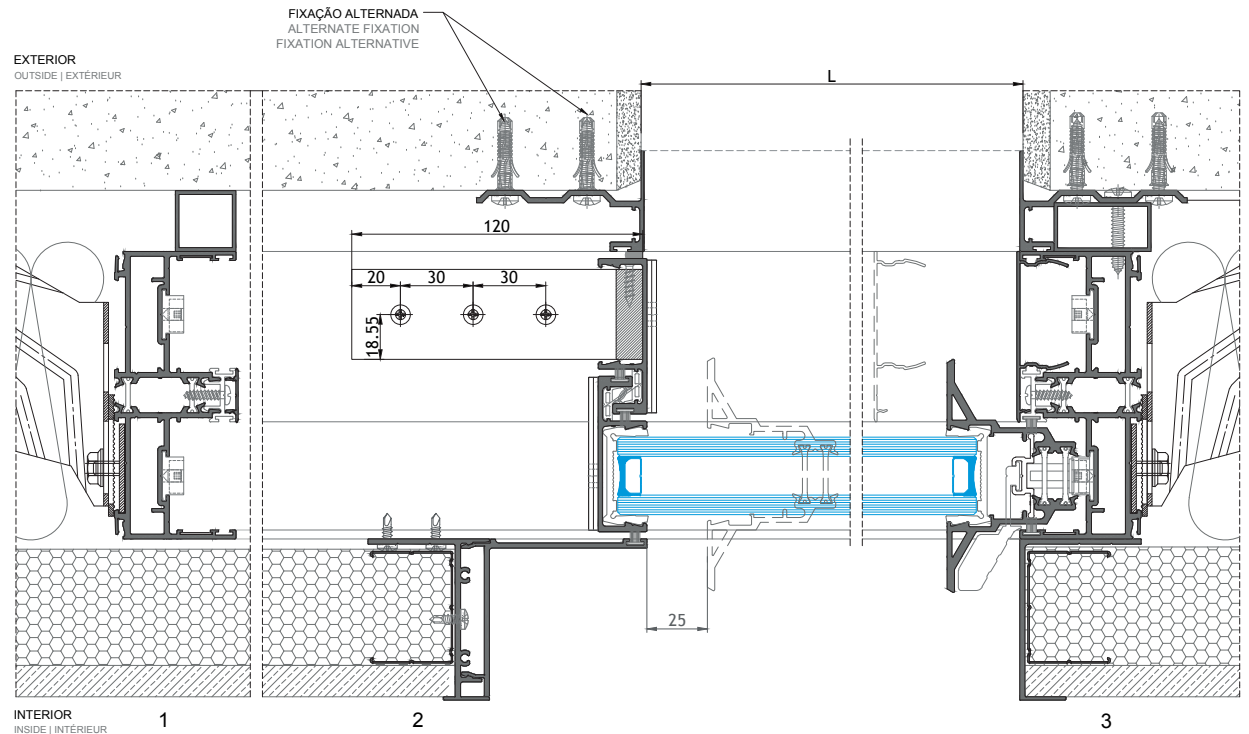 FIXAÇÃO ALTERNADA
ALTERNATE FIXATION
FIXATION ALTERNATIVE
EXTERIOR
OUTSIDE | EXTÉRIEUR
L
120
20
30
30
18.55
25
INTERIOR
INSIDE | INTÉRIEUR
1
2
3